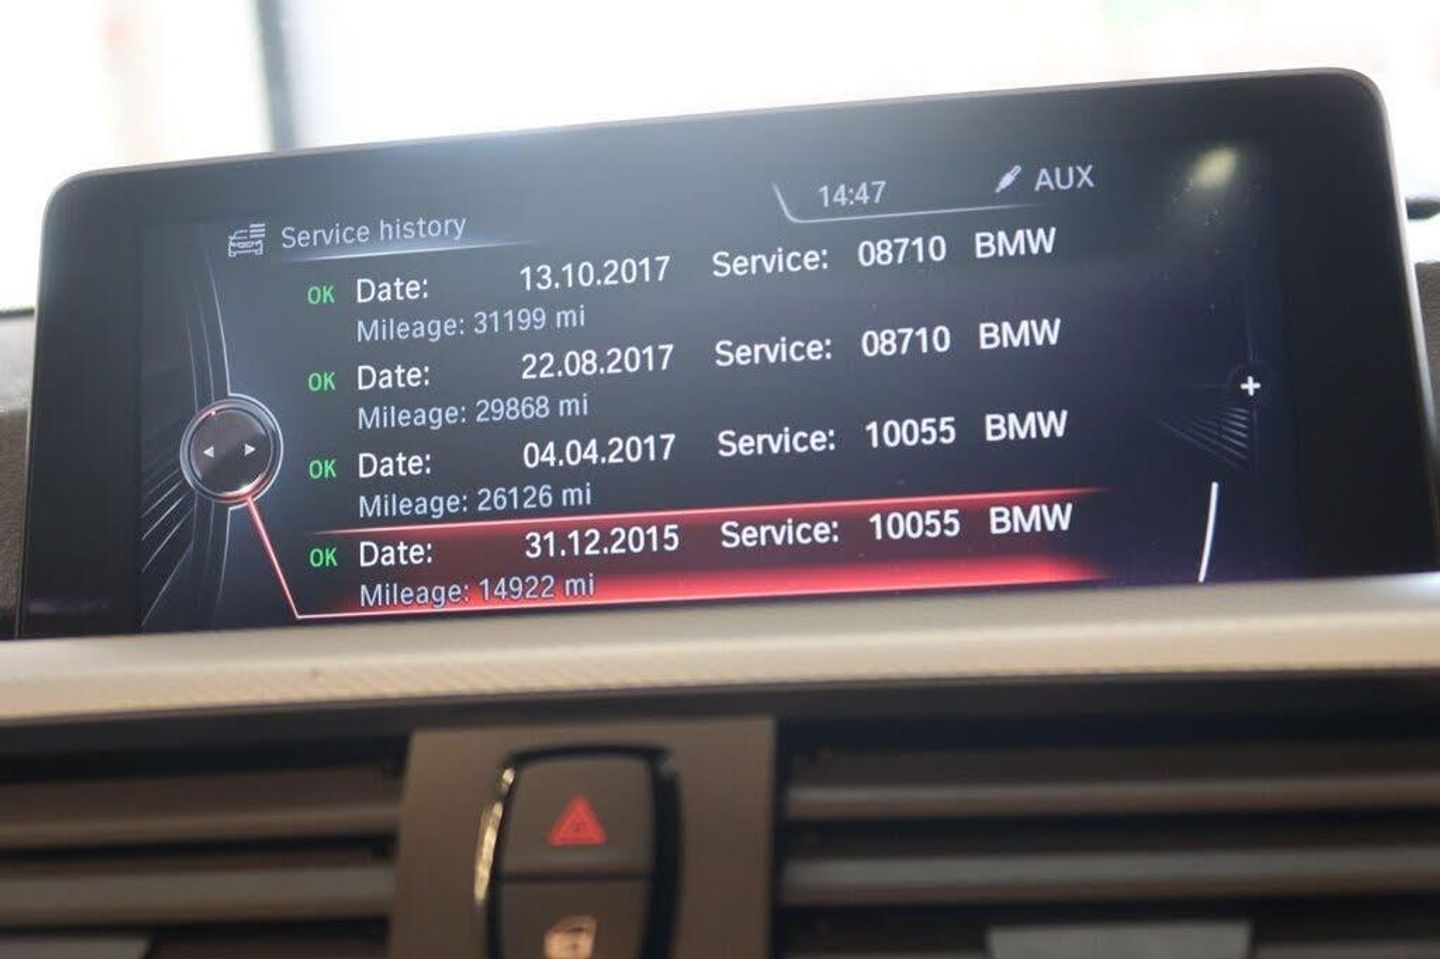 14:47 AUX
Service history
OK Date: 13.10.2017 Service: 08710 BMW
Mileage: 31199 mi
OK Date: 22.08.2017 Service: 08710 BMW
Mileage: 29868 mi
OK Date: 04.04.2017 Service: 10055 BMW
Mileage: 26126 mi
OK Date: 31.12.2015 Service: 10055 BMW
Mileage: 14922 mi